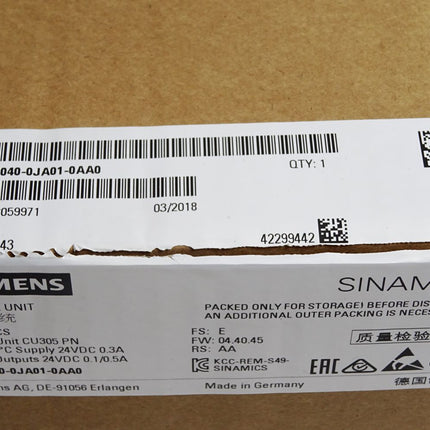 040-0JA01-0AA0
QTY: 1
059971
03/2018
43
42299442
MENS
SINAM
UNIT
统
PACKED ONLY FOR STORAGE! BEFORE DIS
AN ADDITIONAL OUTER PACKING IS NECES
CS
Unit CU305 PN
°C Supply 24VDC 0.3A
Outputs 24VDC 0.1/0.5A
0-0JA01-0AA0
FS: E
FW: 04.40.45
RS: AA
KCC-REM-S49-
SINAMICS
质量检验
EAC
ns AG, DE-91056 Erlangen
Made in Germany
德国